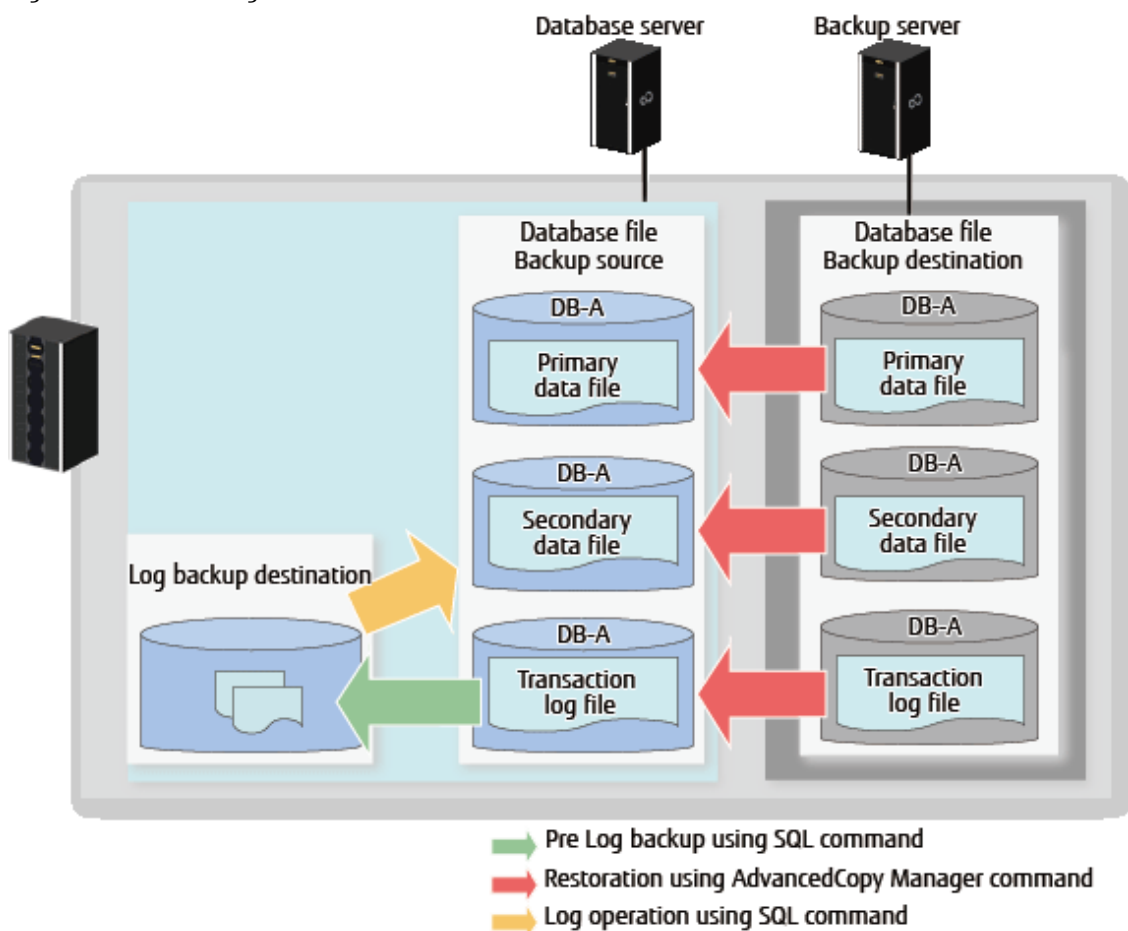 Database server
Backup server
Database file
Backup source
Database file
Backup destination
DB-A
Primary
data file
DB-A
Primary
data file
DB-A
Secondary
data file
DB-A
Secondary
data file
Log backup destination
DB-A
Transaction
log file
DB-A
Transaction
log file
Pre Log backup using SQL command
Restoration using AdvancedCopy Manager command
Log operation using SQL command